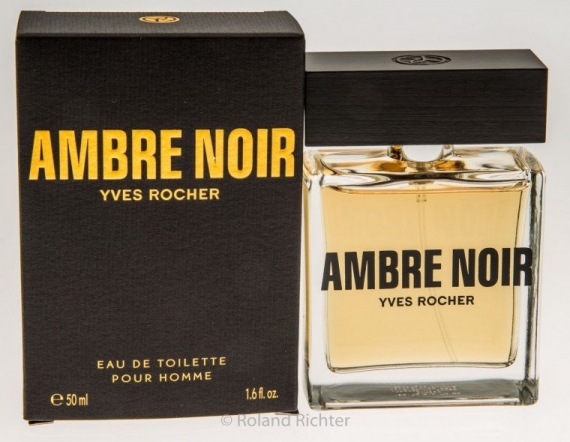 AMBRE NOIR
YVES ROCHER
EAU DE TOILETTE
POUR HOMME
℮ 50 ml 1.6 fl. oz.
AMBRE NOIR
YVES ROCHER
© Roland Richter